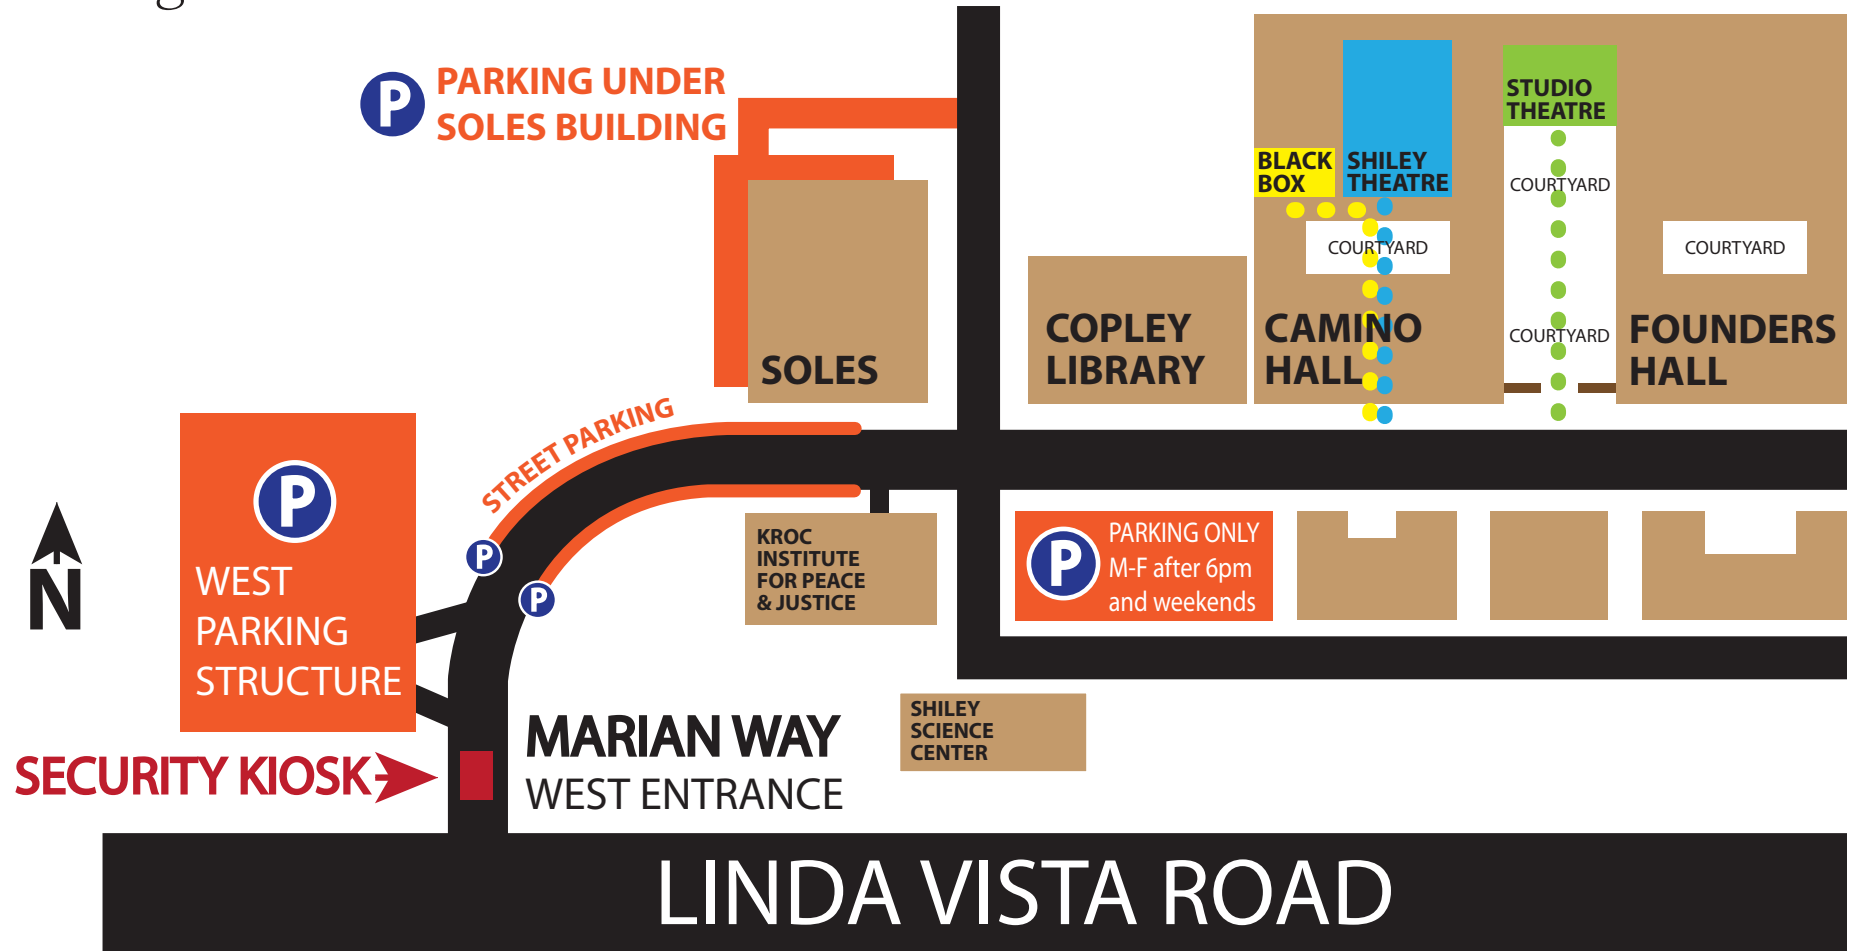 P
PARKING UNDER
SOLES BUILDING
STUDIO
THEATRE
BLACK
BOX
SHILEY
THEATRE
COURTYARD
COURTYARD
COURTYARD
COURTYARD
COPLEY
LIBRARY
CAMINO
HALL
FOUNDERS
HALL
SOLES
STREET PARKING
P
P
P
WEST
PARKING
STRUCTURE
N
KROC
INSTITUTE
FOR PEACE
& JUSTICE
P
PARKING ONLY
M-F after 6pm
and weekends
SHILEY
SCIENCE
CENTER
MARIAN WAY
WEST ENTRANCE
SECURITY KIOSK
LINDA VISTA ROAD